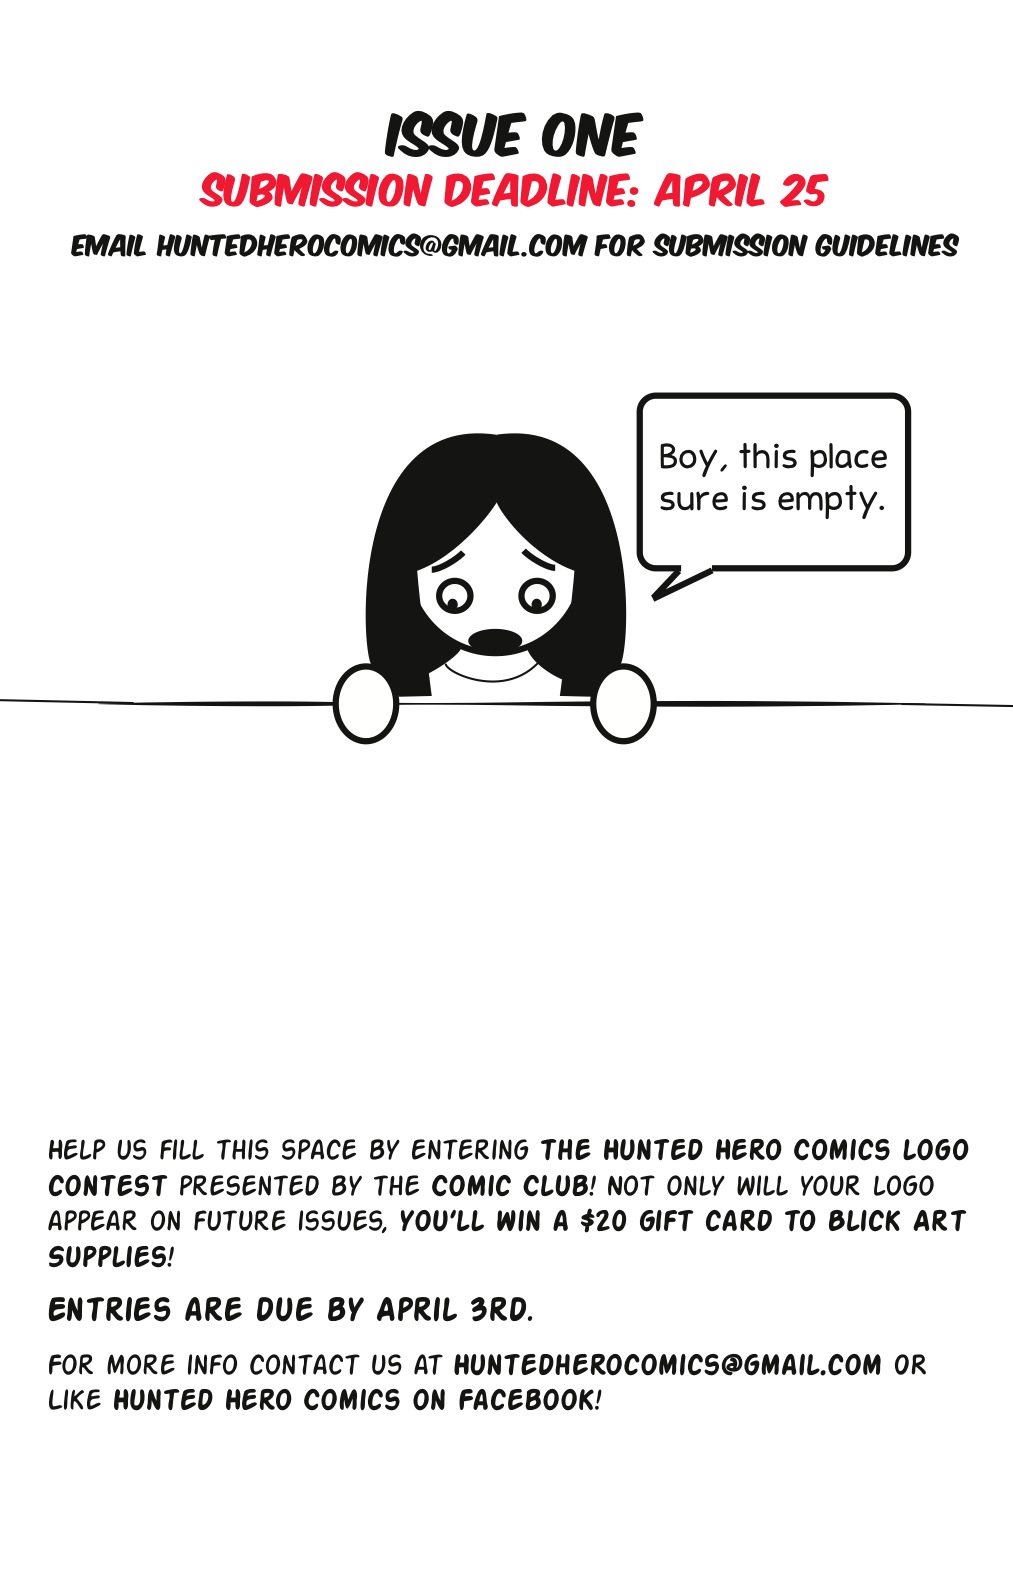 ISSUE ONE
SUBMISSION DEADLINE: APRIL 25
EMAIL HUNTEDHEROCOMICS@GMAIL.COM FOR SUBMISSION GUIDELINES
Boy, this place
sure is empty.
HELP US FILL THIS SPACE BY ENTERING THE HUNTED HERO COMICS LOGO
CONTEST PRESENTED BY THE COMIC CLUB! NOT ONLY WILL YOUR LOGO
APPEAR ON FUTURE ISSUES, YOU'LL WIN A $20 GIFT CARD TO BLICK ART
SUPPLIES!
ENTRIES ARE DUE BY APRIL 3RD.
FOR MORE INFO CONTACT US AT HUNTEDHEROCOMICS@GMAIL.COM OR
LIKE HUNTED HERO COMICS ON FACEBOOK!